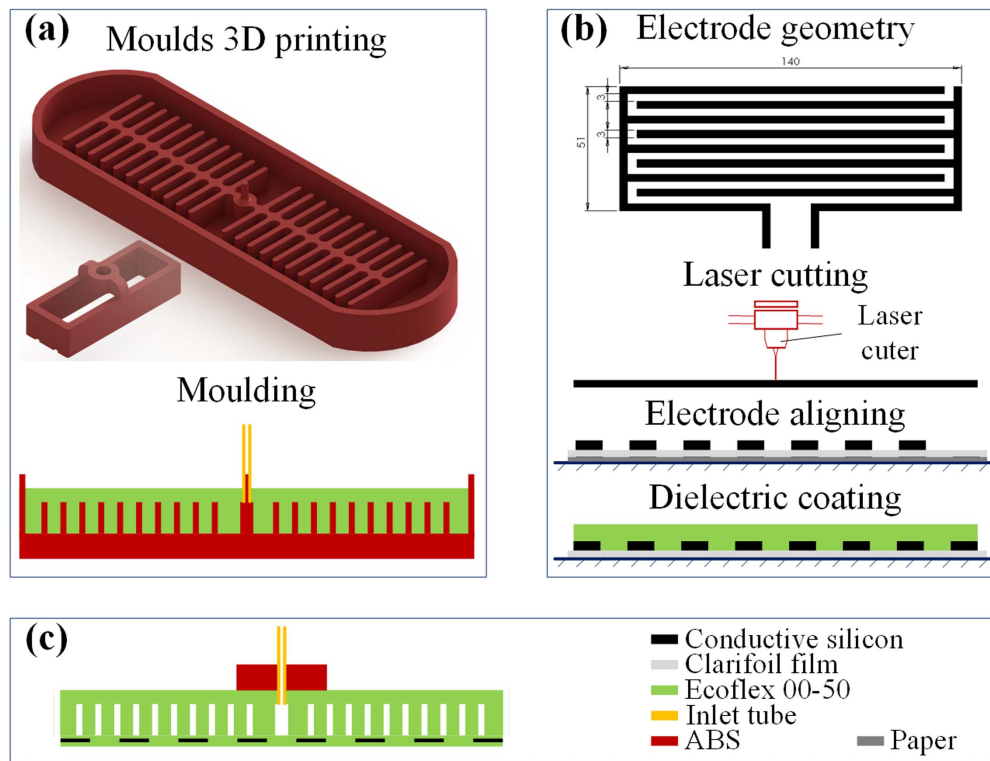 (a)
Moulds 3D printing
Moulding
(b)
Electrode geometry
140
3
3
51
Laser cutting
Laser
cuter
Electrode aligning
Dielectric coating
(c)
Conductive silicon
Clarifoil film
Ecoflex 00-50
Inlet tube
ABS
Paper